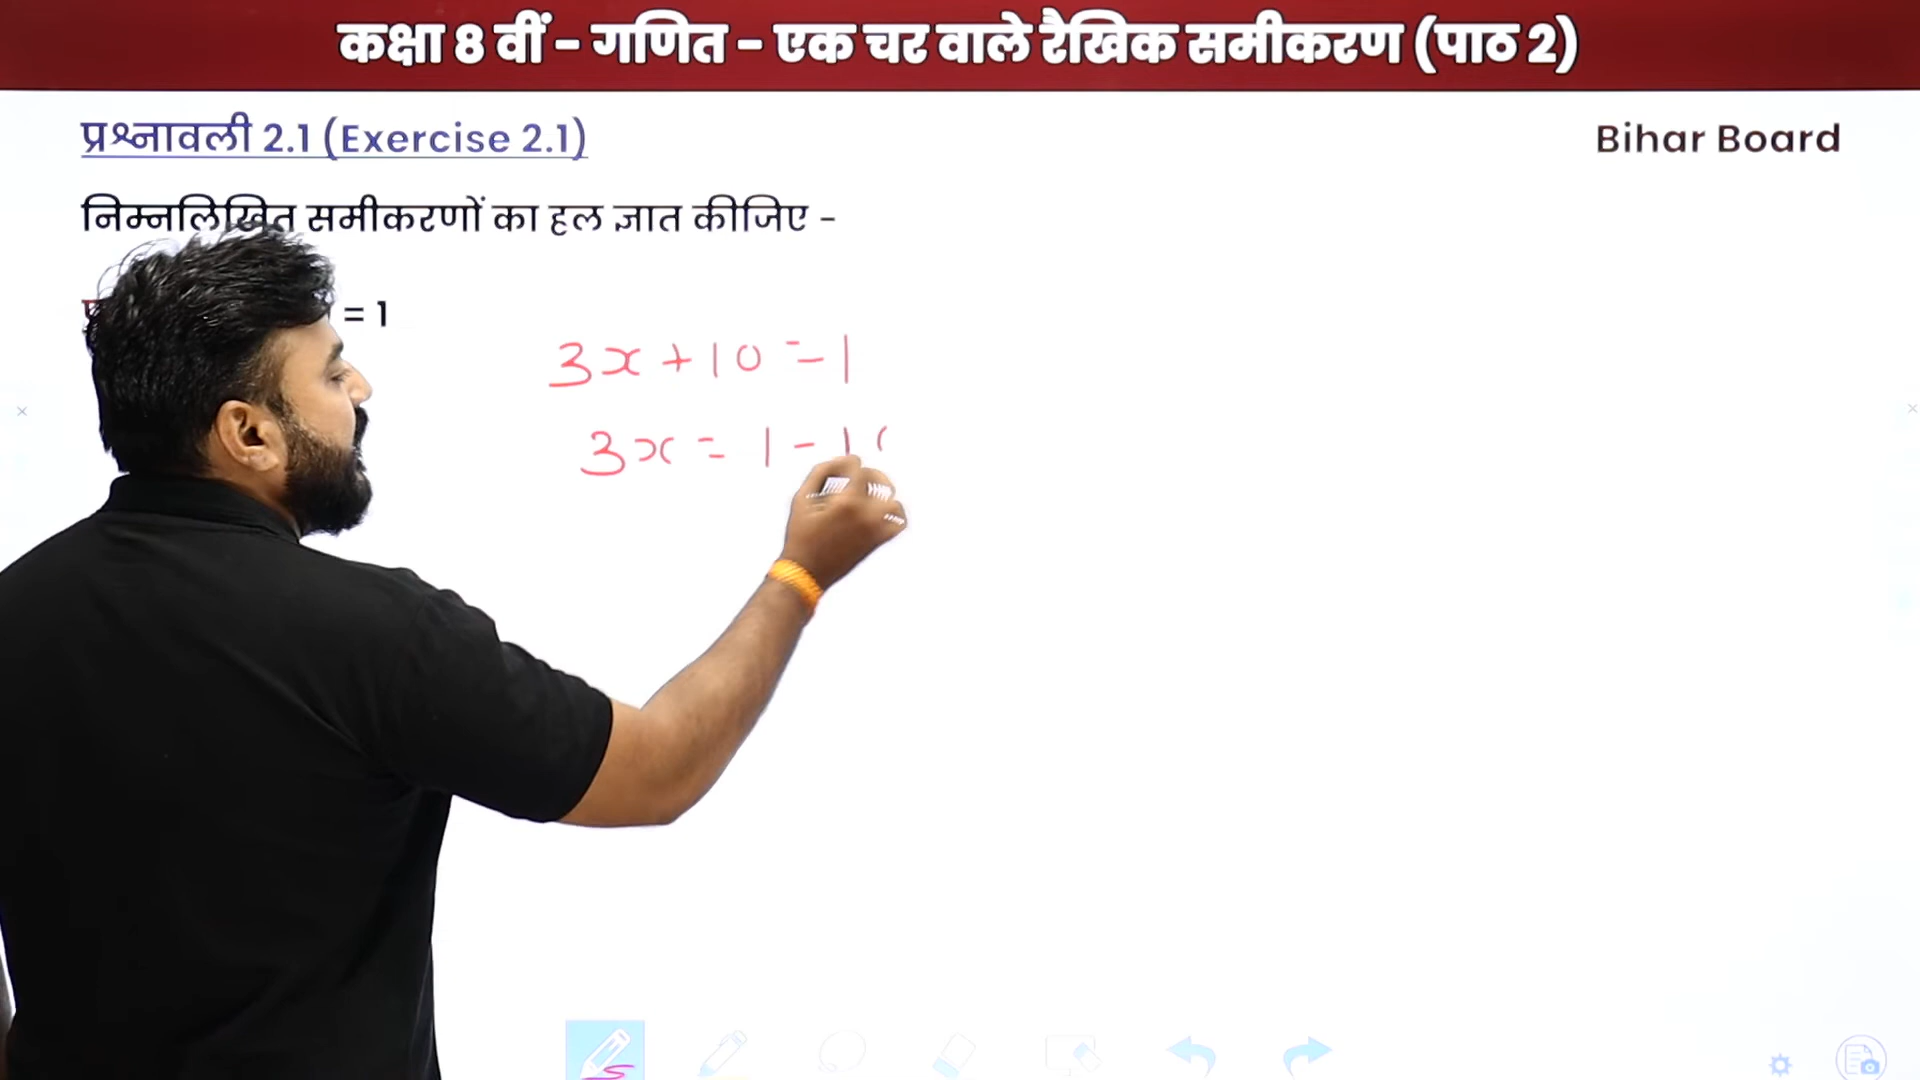 कक्षा 8 वीं - गणित - एक चर वाले रैखिक समीकरण (पाठ 2)
प्रश्नावली 2.1 (Exercise 2.1)
Bihar Board
निम्नलिखित समीकरणों का हल ज्ञात कीजिए -
= 1
3x + 10 = 1
3x = 1 - 1